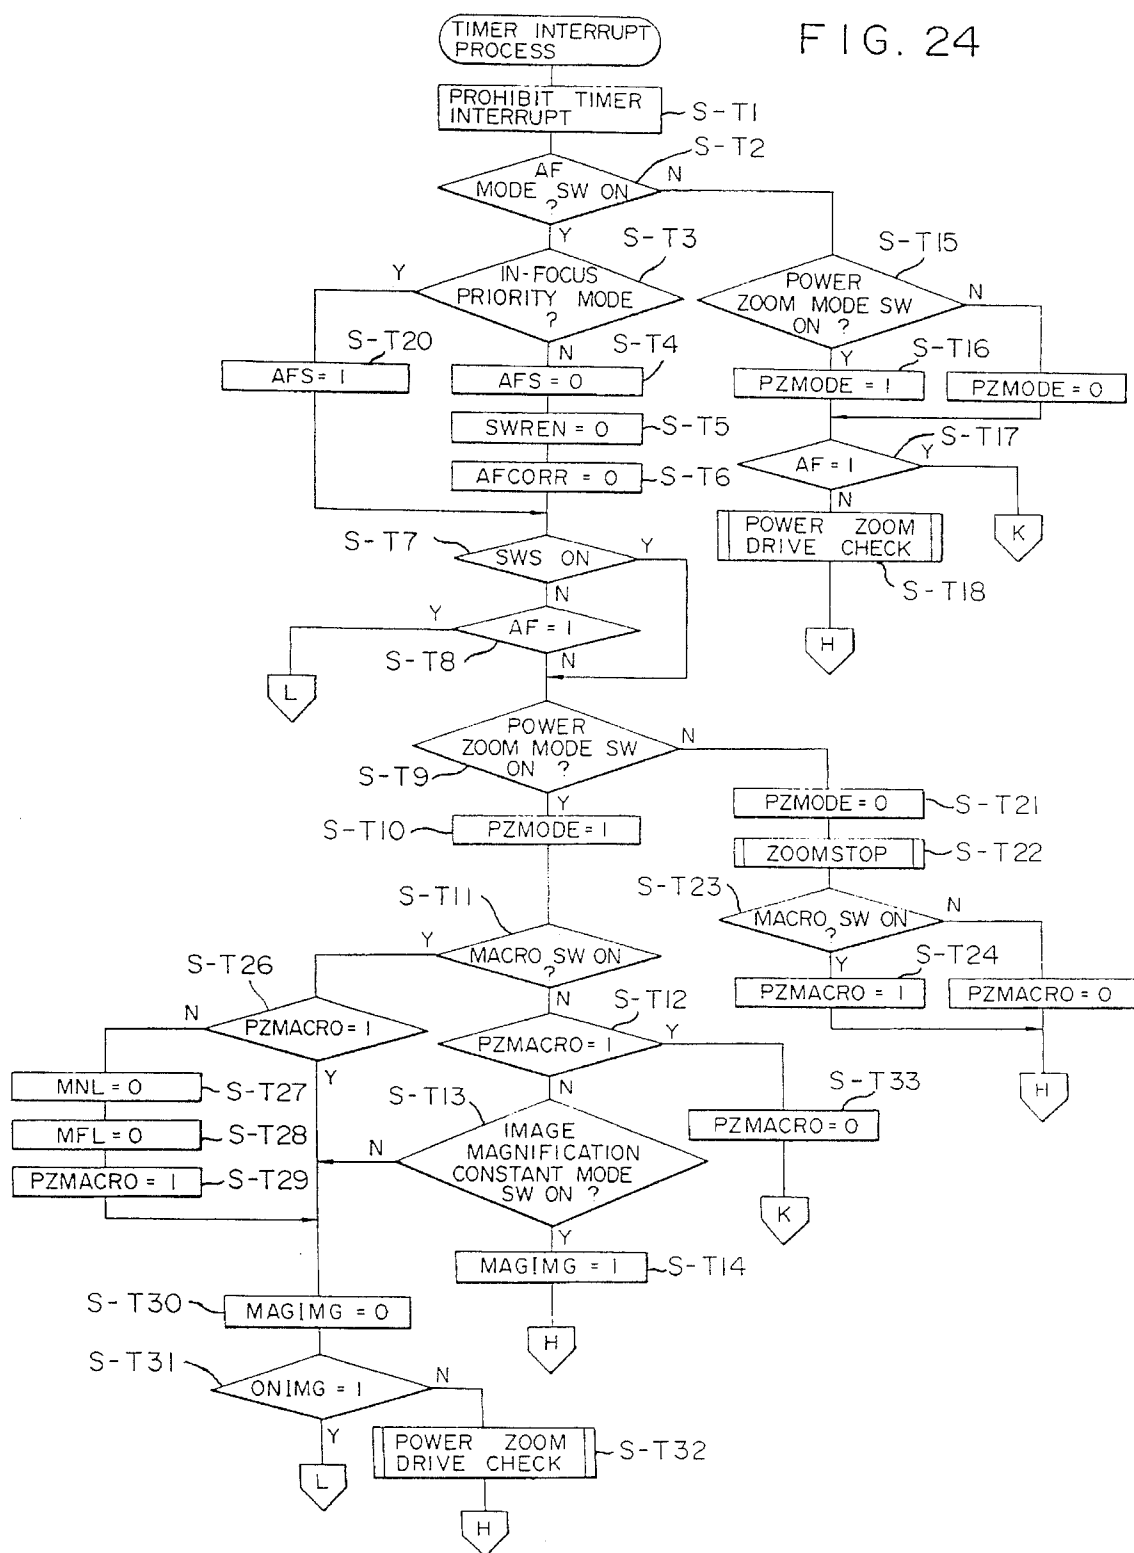 FIG. 24
TIMER INTERRUPT
PROCESS
PROHIBIT TIMER
INTERRUPT
S-T1
S-T2
AF
MODE SW ON
?
N
Y
S-T3
IN-FOCUS
PRIORITY MODE
?
Y
N
S-T15
POWER
ZOOM MODE SW
ON ?
N
Y
S-T20
AFS = 1
S-T4
AFS = 0
S-T16
PZMODE = 1
PZMODE = 0
SWREN = 0
S-T5
S-T17
AF = 1
Y
N
AFCORR = 0
S-T6
K
POWER ZOOM
DRIVE CHECK
S-T18
H
S-T7
SWS ON
Y
N
Y
AF = 1
S-T8
N
L
POWER
ZOOM MODE SW
ON ?
S-T9
N
Y
S-T10
PZMODE = 1
PZMODE = 0
S-T21
ZOOMSTOP
S-T22
S-T23
MACRO SW ON
?
N
Y
S-T24
PZMACRO = 1
PZMACRO = 0
H
S-T11
MACRO SW ON
?
Y
N
S-T26
N
PZMACRO = 1
Y
S-T12
PZMACRO = 1
Y
N
MNL = 0
S-T27
MFL = 0
S-T28
PZMACRO = 1
S-T29
S-T13
IMAGE
MAGNIFICATION
CONSTANT MODE
SW ON ?
N
Y
S-T33
PZMACRO = 0
K
MAGIMG = 1
S-T14
H
S-T30
MAGIMG = 0
S-T31
ONIMG = 1
N
Y
L
POWER ZOOM
DRIVE CHECK
S-T32
H